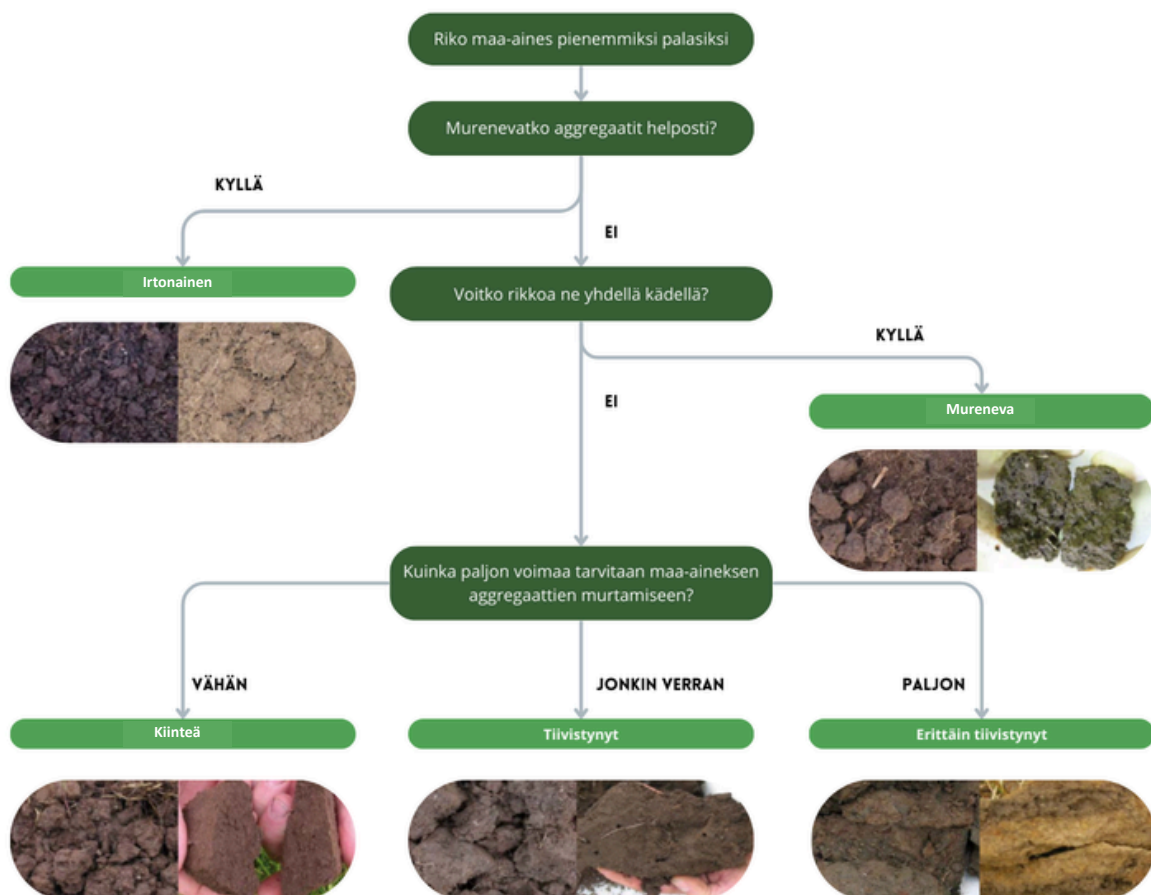 Riko maa-aines pienemmiksi palasiksi
Murenevatko aggregaatit helposti?
KYLLÄ
EI
Irtonainen
Voitko rikkoa ne yhdellä kädellä?
KYLLÄ
EI
Mureneva
Kuinka paljon voimaa tarvitaan maa-aineksen
aggregaattien murtamiseen?
VÄHÄN
JONKIN VERRAN
PALJON
Kiinteä
Tiivistynyt
Erittäin tiivistynyt